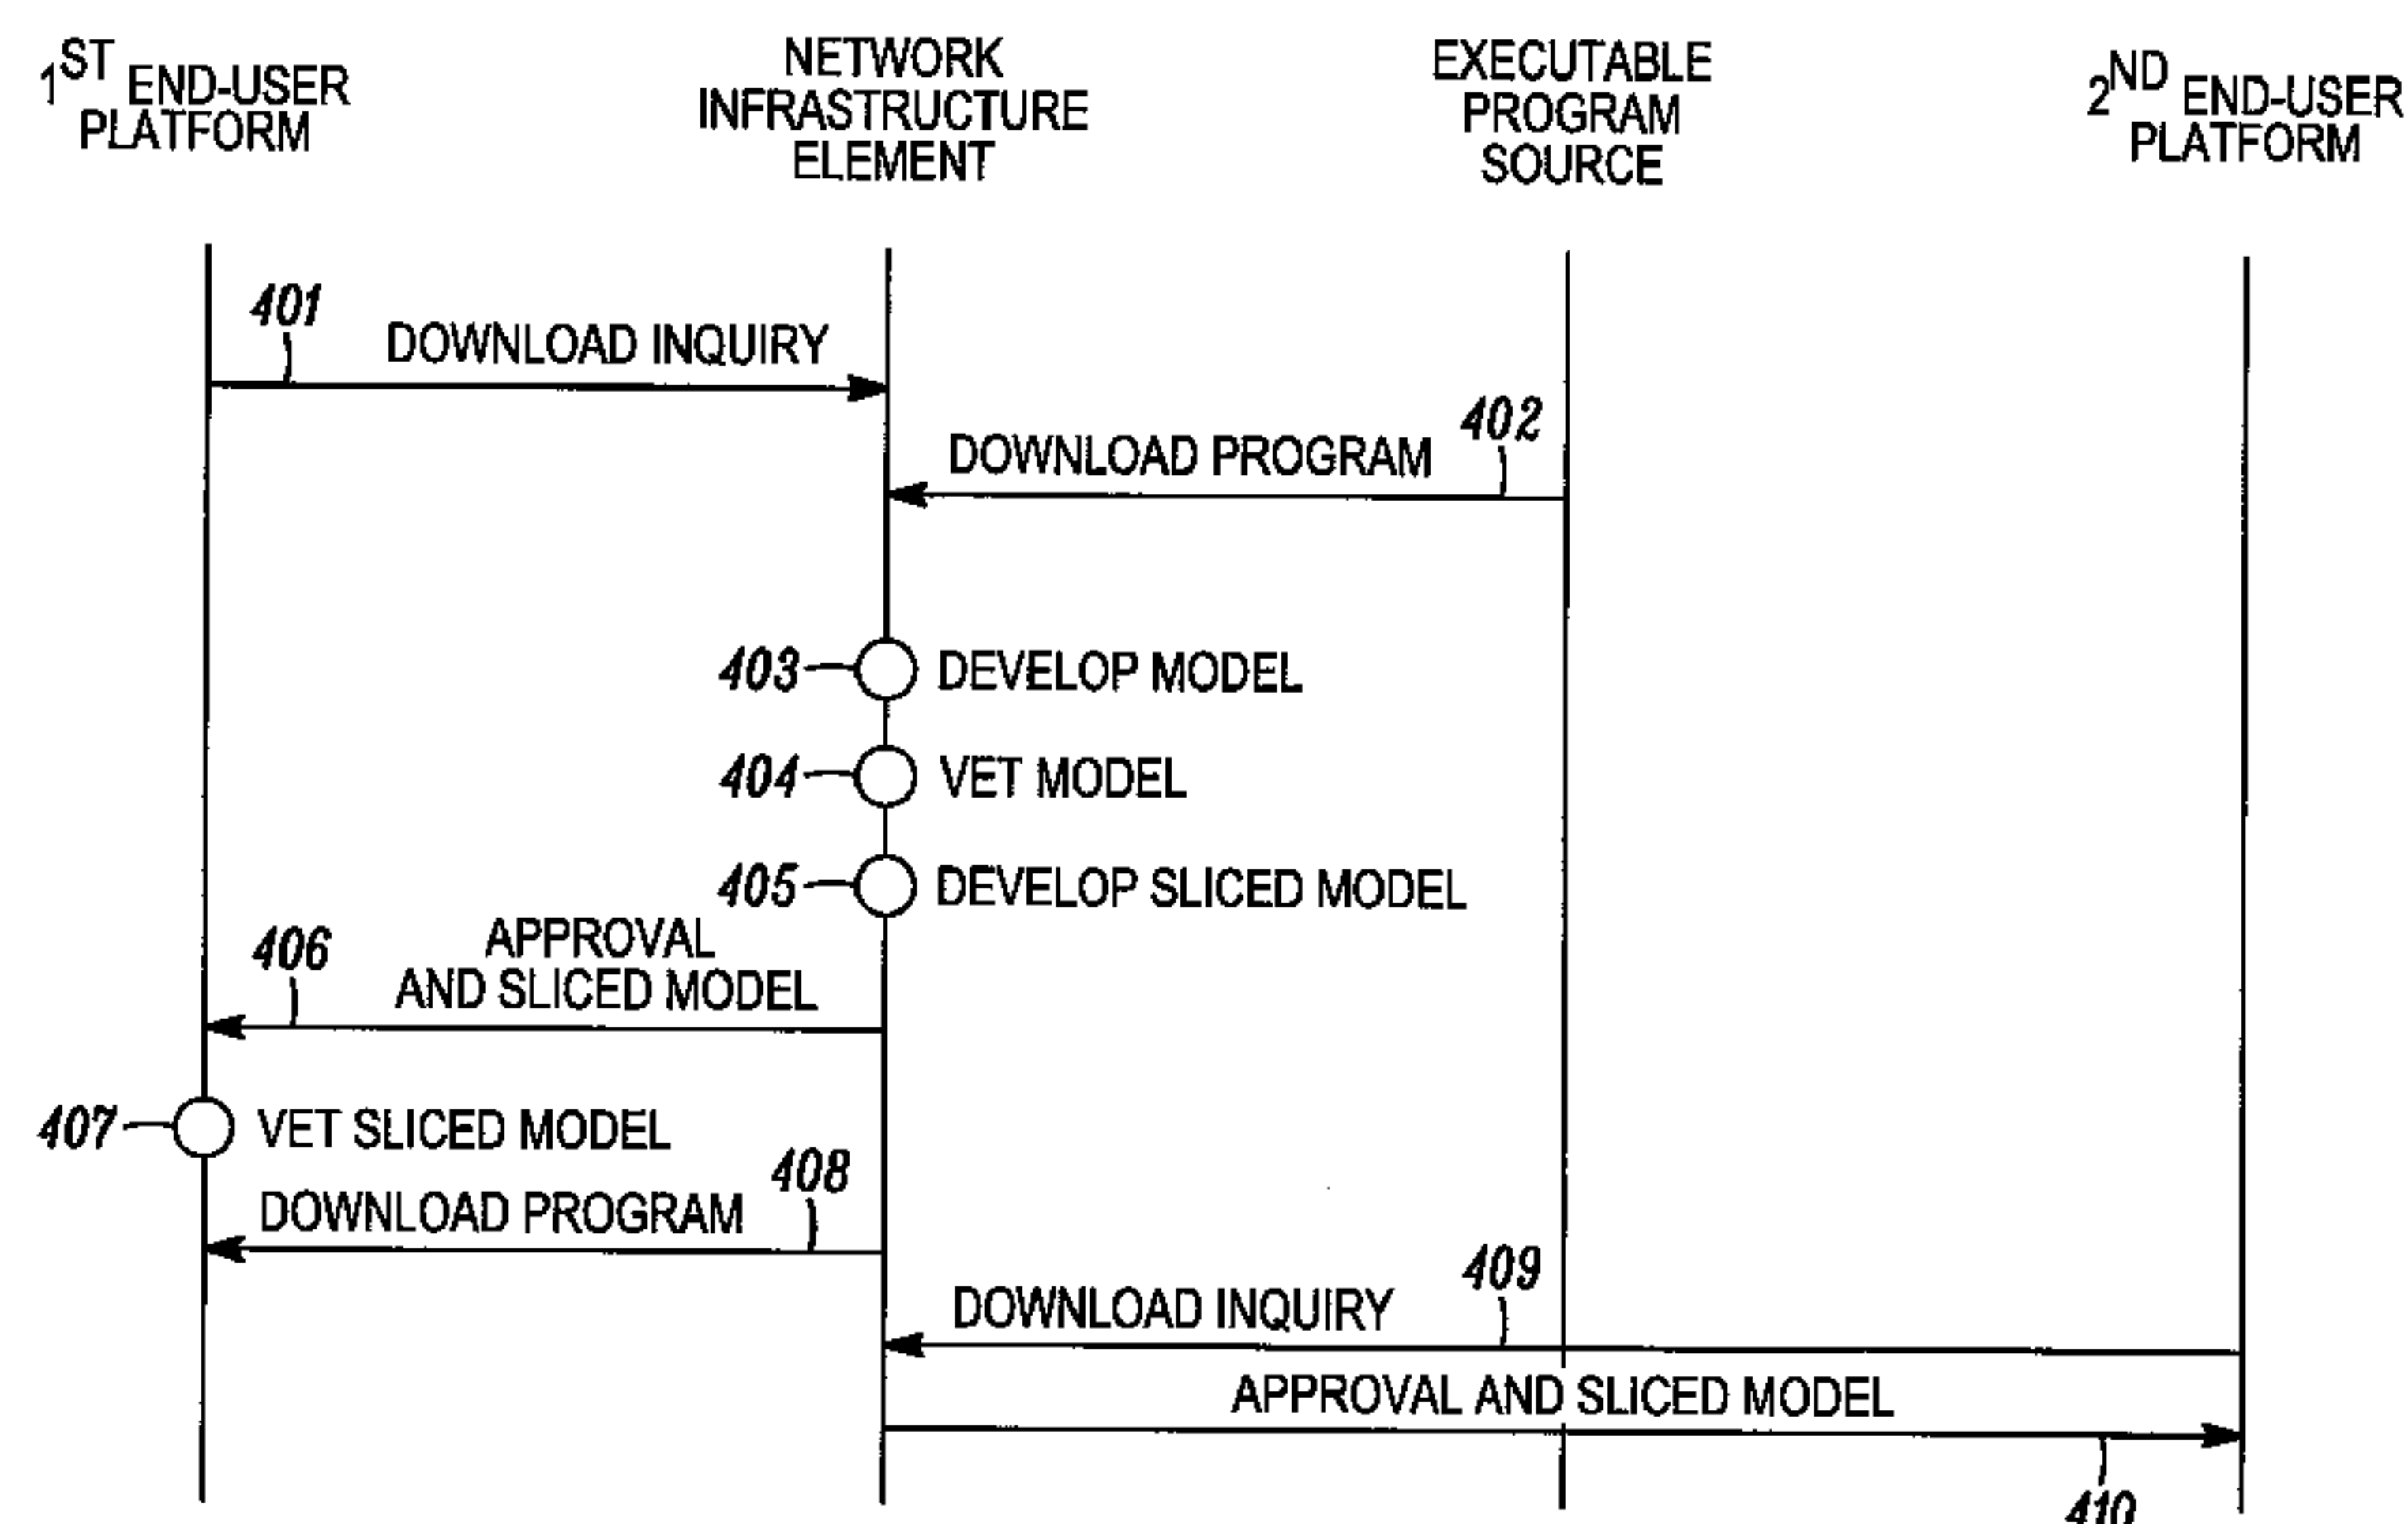 1ST END-USER
PLATFORM
NETWORK
INFRASTRUCTURE
ELEMENT
EXECUTABLE
PROGRAM
SOURCE
2ND END-USER
PLATFORM
401
DOWNLOAD INQUIRY
402
DOWNLOAD PROGRAM
403
DEVELOP MODEL
404
VET MODEL
405
DEVELOP SLICED MODEL
406
APPROVAL
AND SLICED MODEL
407
VET SLICED MODEL
408
DOWNLOAD PROGRAM
409
DOWNLOAD INQUIRY
APPROVAL AND SLICED MODEL
410